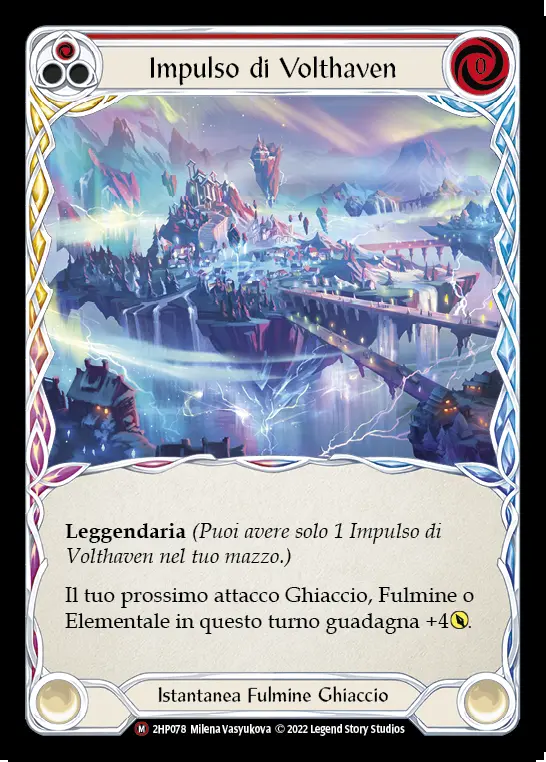 Impulso di Volthaven
0
Leggendaria (Puoi avere solo 1 Impulso di
Volthaven nel tuo mazzo.)
Il tuo prossimo attacco Ghiaccio, Fulmine o
Elementale in questo turno guadagna +4.
Istantanea Fulmine Ghiaccio
M 2HP078 Milena Vasyukova © 2022 Legend Story Studios